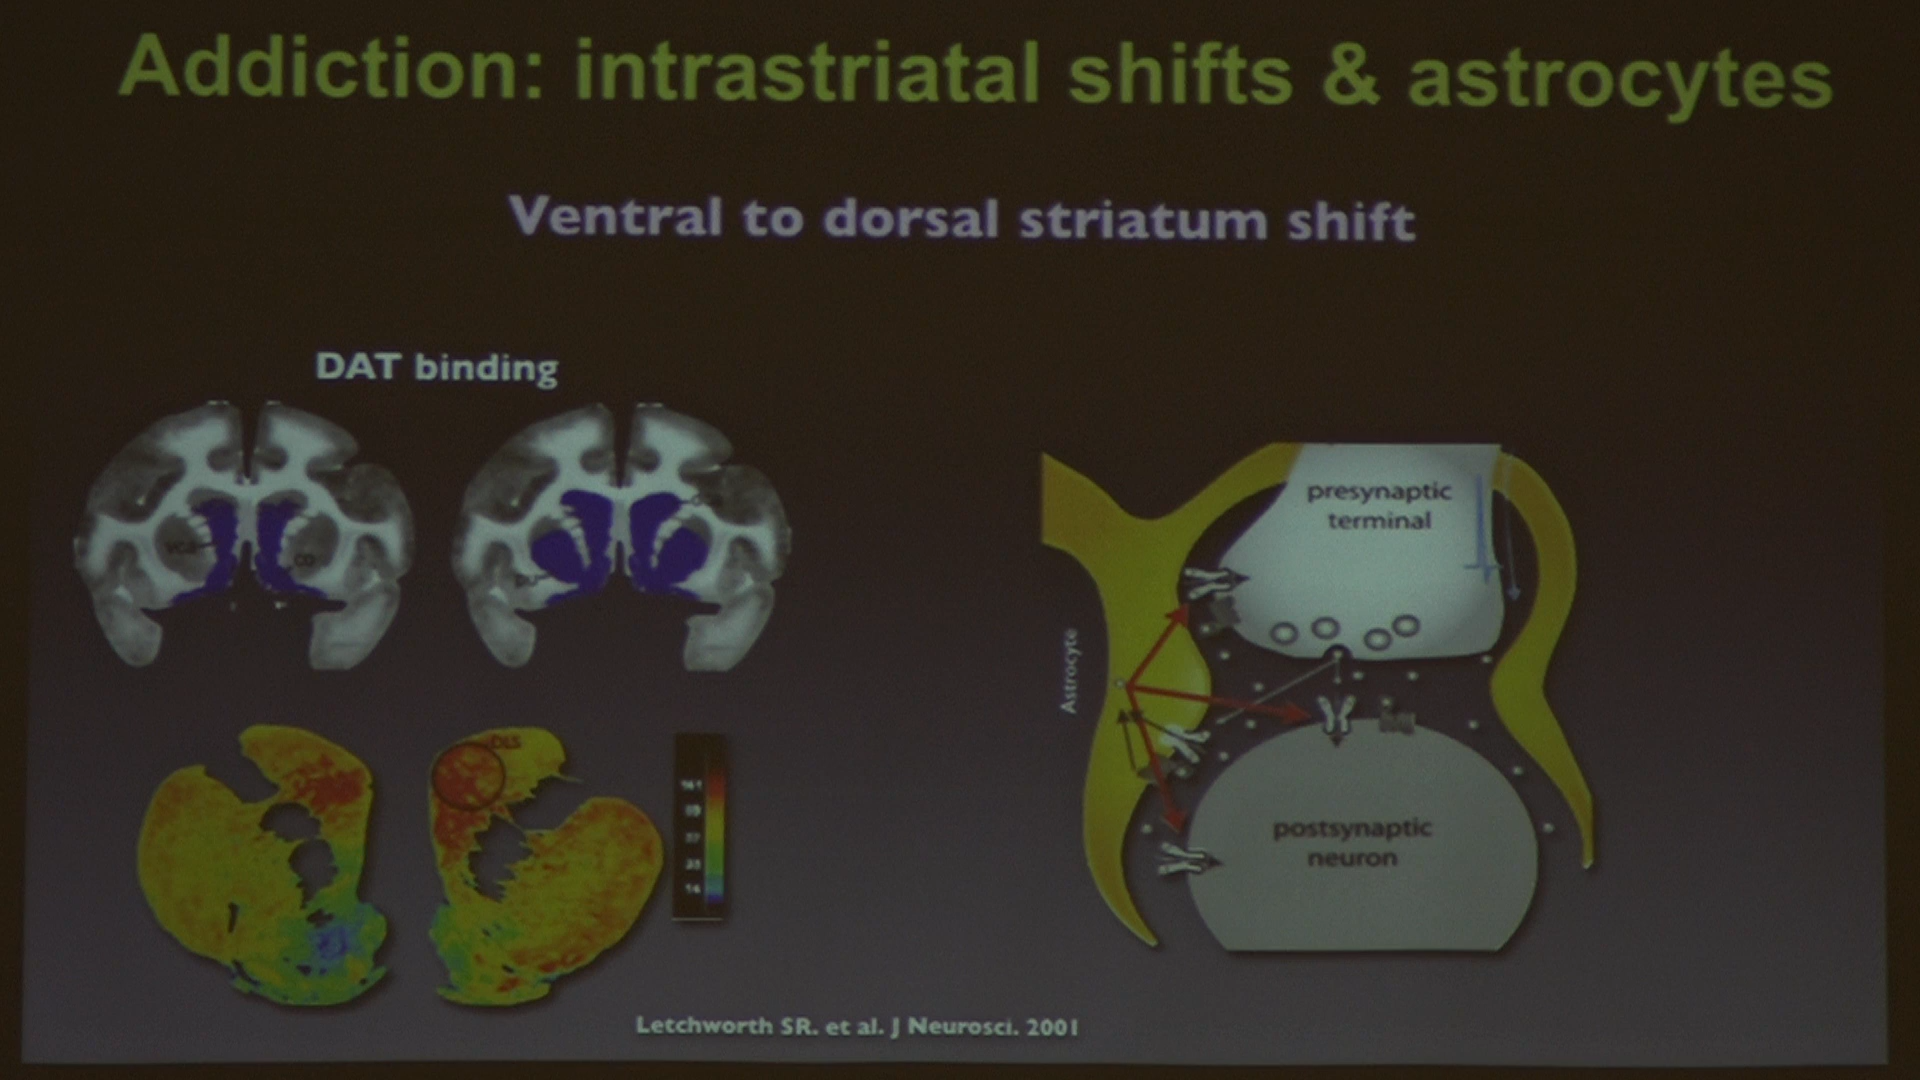 Addiction: intrastriatal shifts & astrocytes
Ventral to dorsal striatum shift
DAT binding
presynaptic
terminal
Astrocyte
DLS
postsynaptic
neuron
Letchworth SR. et al. J Neurosci. 2001